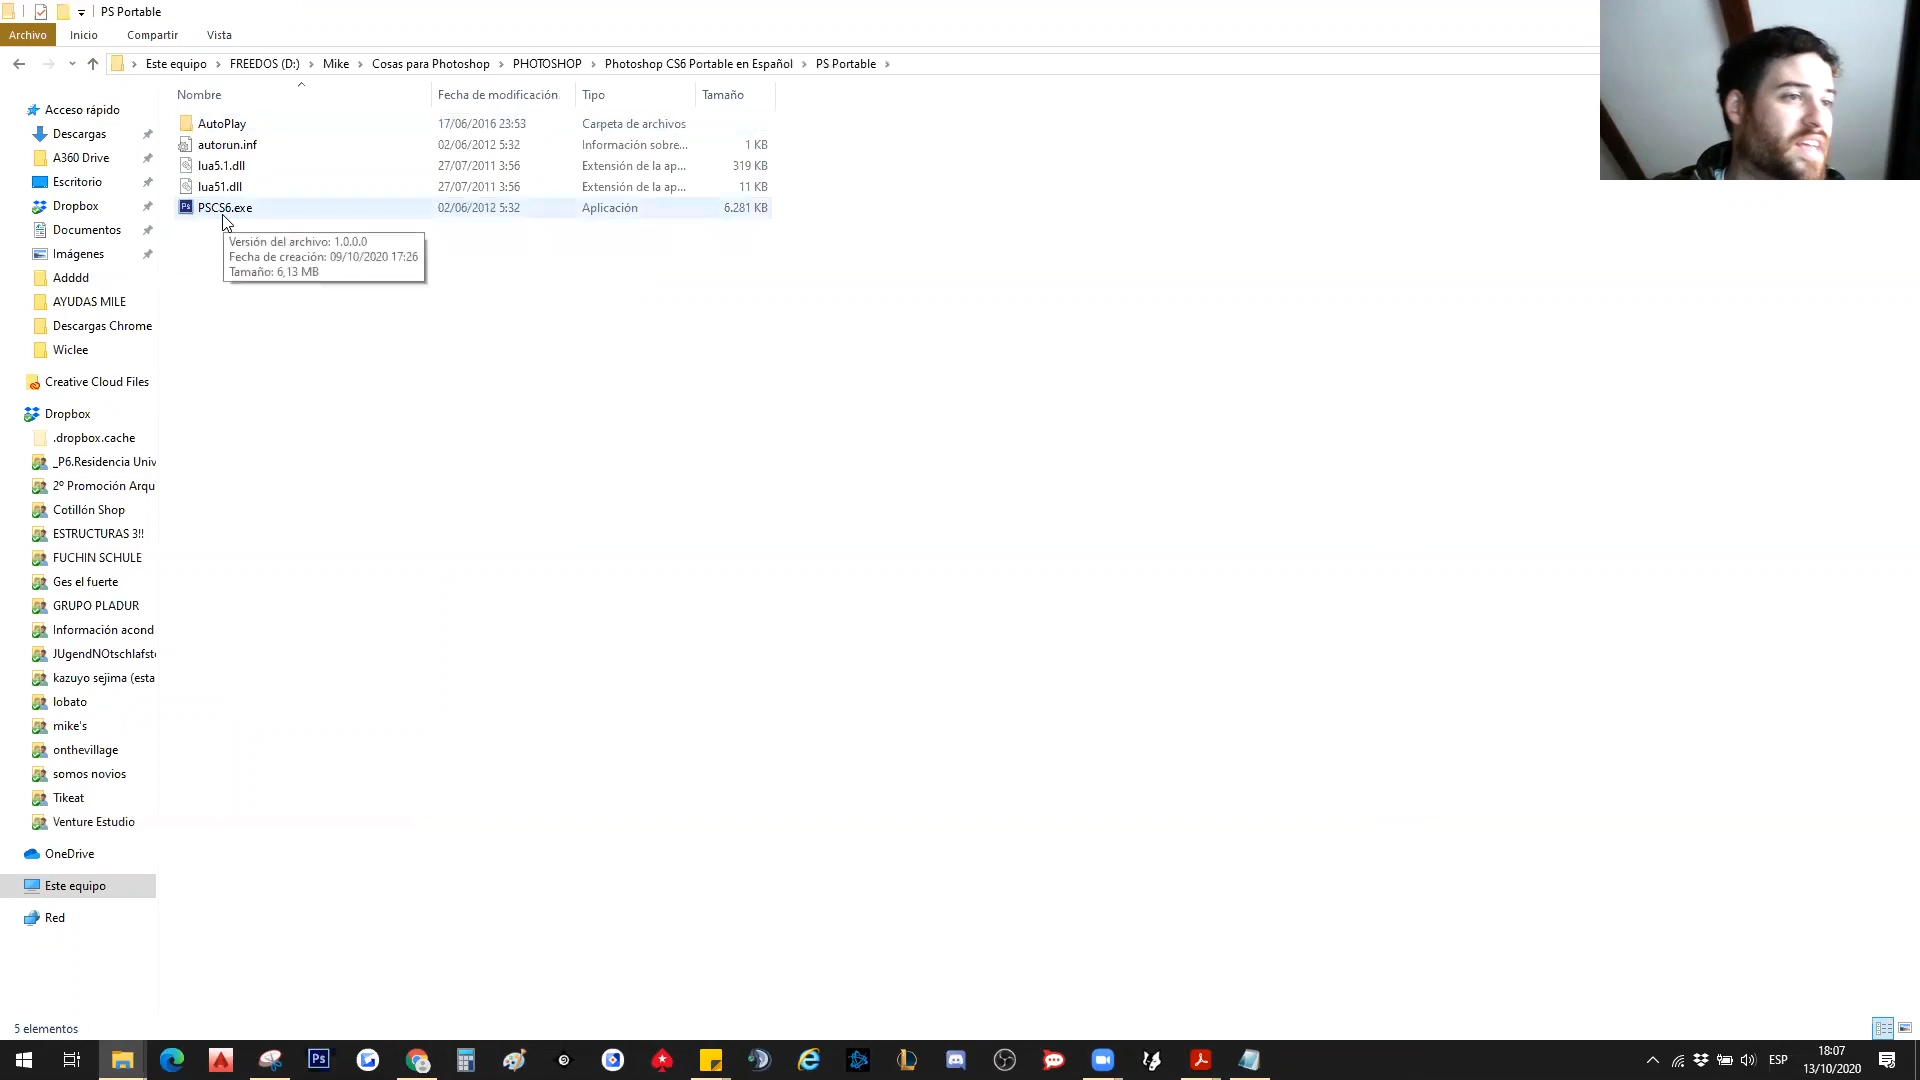 PS Portable
Archivo Inicio Compartir Vista
Este equipo FREEDOS (D:) Mike Cosas para Photoshop PHOTOSHOP Photoshop CS6 Portable en Español PS Portable
Nombre Fecha de modificación Tipo Tamaño
AutoPlay 17/06/2016 23:53 Carpeta de archivos
autorun.inf 02/06/2012 5:32 Información sobre... 1 KB
lua5.1.dll 27/07/2011 3:56 Extensión de la ap... 319 KB
lua51.dll 27/07/2011 3:56 Extensión de la ap... 11 KB
PSCS6.exe 02/06/2012 5:32 Aplicación 6.281 KB
Versión del archivo: 1.0.0.0
Fecha de creación: 09/10/2020 17:26
Tamaño: 6,13 MB
Acceso rápido
Descargas
A360 Drive
Escritorio
Dropbox
Documentos
Imágenes
Adddd
AYUDAS MILE
Descargas Chrome
Wiclee
Creative Cloud Files
Dropbox
.dropbox.cache
_P6.Residencia Univ
2º Promoción Arqu
Cotillón Shop
ESTRUCTURAS 3!!
FUCHIN SCHULE
Ges el fuerte
GRUPO PLADUR
Información acond
JUgendNOtschlafste
kazuyo sejima (esta
lobato
mike's
onthevillage
somos novios
Tikeat
Venture Estudio
OneDrive
Este equipo
Red
5 elementos
Ps
ESP
18:07
13/10/2020